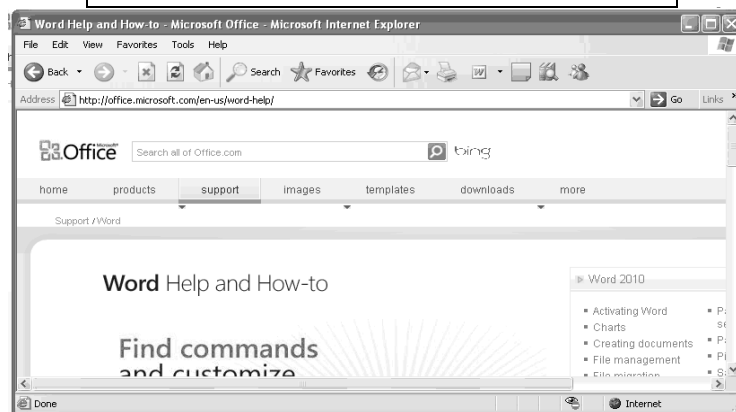 Word Help and How-to - Microsoft Office - Microsoft Internet Explorer
File Edit View Favorites Tools Help
Back Search Favorites
Address http://office.microsoft.com/en-us/word-help/ Go Links
Microsoft
Office Search all of Office.com bing
home products support images templates downloads more
Support / Word
Word Help and How-to
Word 2010
Activating Word
Charts
Creating documents
File management
File migration
Find commands
and customize
Done Internet